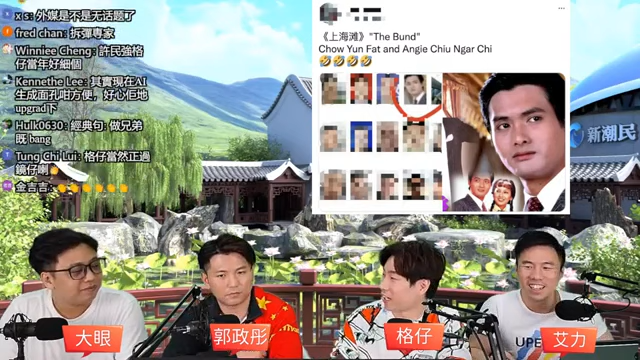 x s: 外媒是不是无话题了
fred chan: 拆彈专家
Winniee Cheng: 許民強格
仔當年好細個
Kennethe Lee: 其實現在AI
生成面孔咁方便，好心佢地
upgrad下
Hulk0630: 經典句: 做兄弟
既 bang
Tung Chi Lui: 格仔當然正過
鏡仔喇
金吉吉:
《上海滩》"The Bund"
Chow Yun Fat and Angie Chiu Ngar Chi
新潮民
大眼
郭政彤
格仔
艾力
UPE